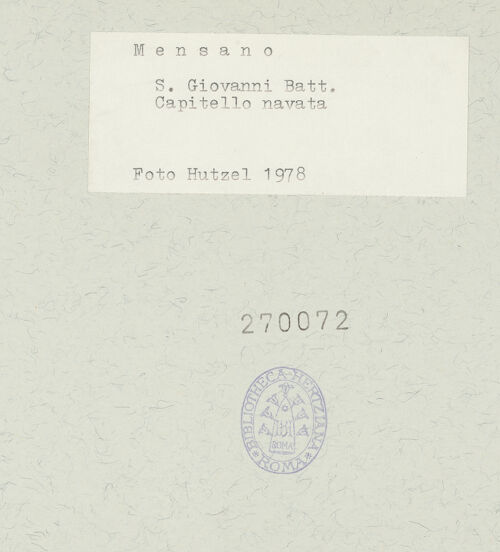 Mensano
S. Giovanni Batt.
Capitello navata
Foto Hutzel 1978
270072
BIBLIOTHECA HERTZIANA
ROMA
* ROMA *